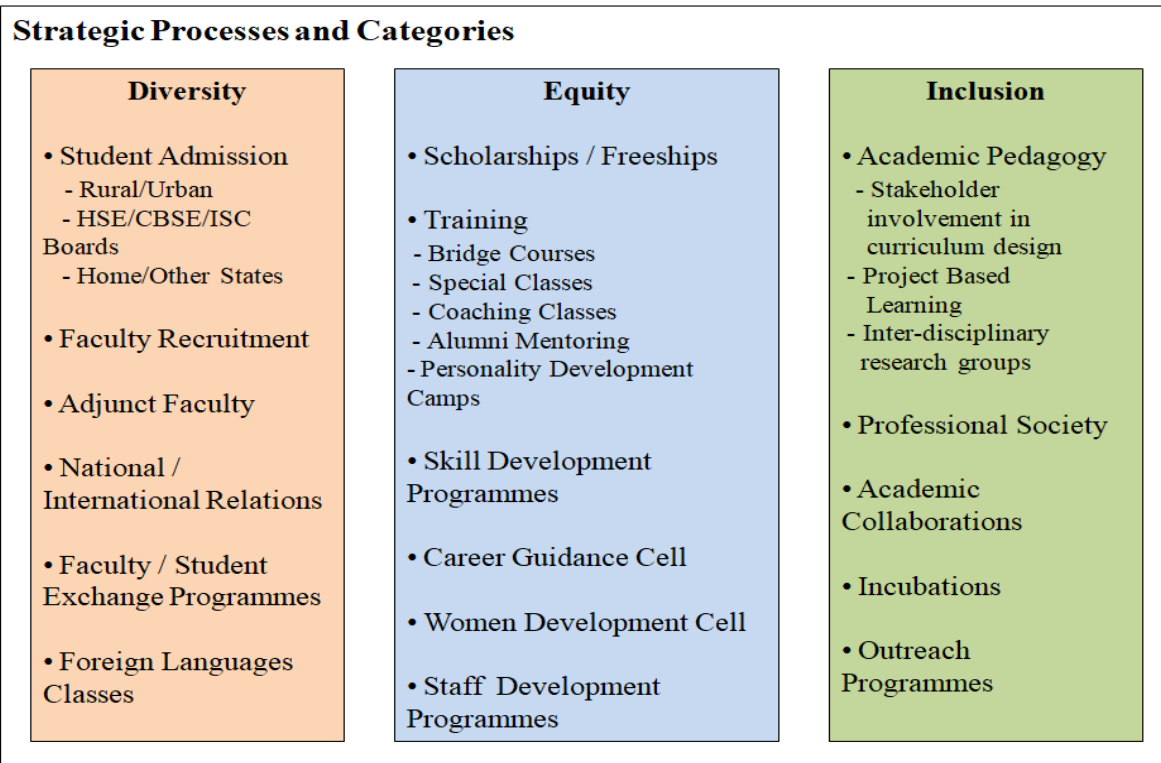 Strategic Processes and Categories
Diversity
• Student Admission
- Rural/Urban
- HSE/CBSE/ISC
Boards
- Home/Other States
• Faculty Recruitment
• Adjunct Faculty
• National /
International Relations
• Faculty / Student
Exchange Programmes
• Foreign Languages
Classes
Equity
• Scholarships / Freeships
• Training
- Bridge Courses
- Special Classes
- Coaching Classes
- Alumni Mentoring
- Personality Development
Camps
• Skill Development
Programmes
• Career Guidance Cell
• Women Development Cell
• Staff Development
Programmes
Inclusion
• Academic Pedagogy
- Stakeholder
involvement in
curriculum design
- Project Based
Learning
- Inter-disciplinary
research groups
• Professional Society
• Academic
Collaborations
• Incubations
• Outreach
Programmes